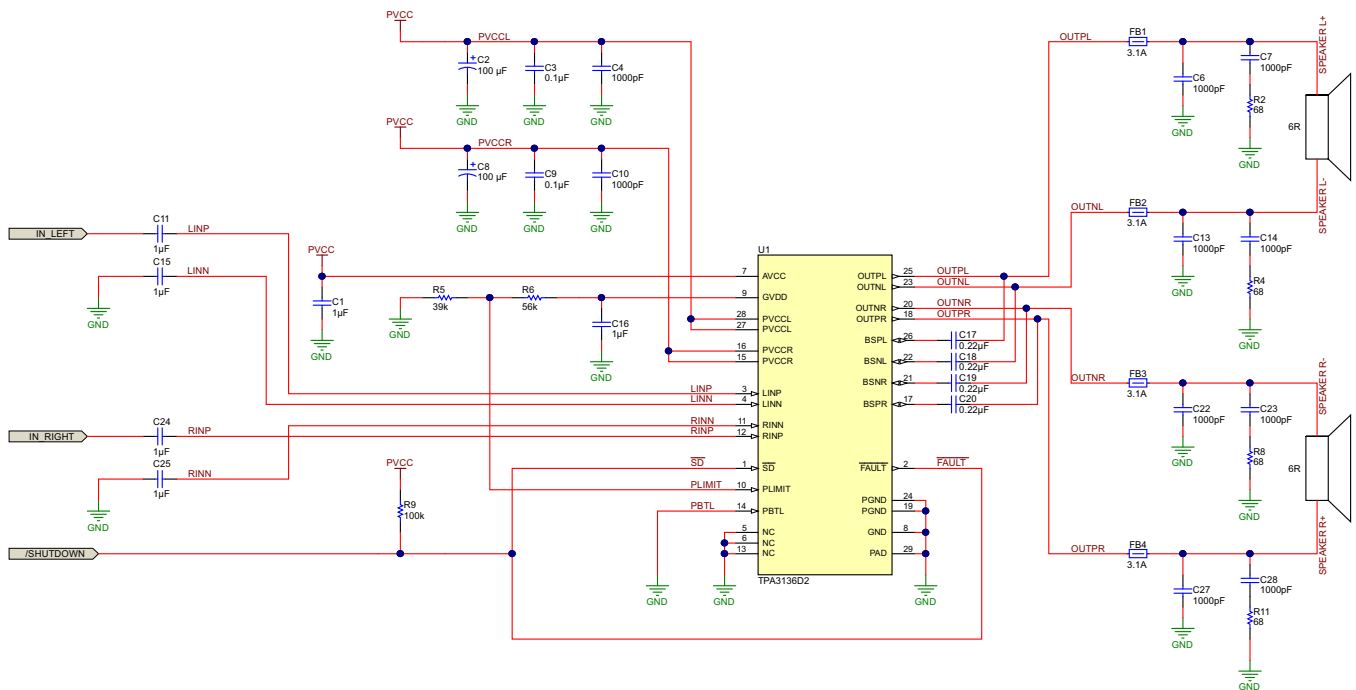 PVCC
PVCCL
C2
100 µF
C3
0.1µF
C4
1000pF
GND
GND
GND
PVCC
PVCCR
C8
100 µF
C9
0.1µF
C10
1000pF
GND
GND
GND
IN_LEFT
C11
1µF
LINP
C15
1µF
LINN
GND
PVCC
C1
1µF
GND
R5
39k
R6
56k
GND
C16
1µF
GND
LINP
LINN
IN_RIGHT
C24
1µF
RINP
C25
1µF
RINN
GND
RINN
RINP
PVCC
R9
100k
SD
PLIMIT
PBTL
/SHUTDOWN
GND
GND
GND
U1
7 AVCC
9 GVDD
28 PVCCL
27 PVCCL
16 PVCCR
15 PVCCR
3 LINP
4 LINN
11 RINN
12 RINP
1 SD
10 PLIMIT
14 PBTL
5 NC
6 NC
13 NC
OUTPL 25 OUTPL
OUTNL 23 OUTNL
OUTNR 20 OUTNR
OUTPR 18 OUTPR
BSPL 26
BSNL 22
BSNR 21
BSPR 17
FAULT 2 FAULT
PGND 24
PGND 19
GND 8
PAD 29
TPA3136D2
C17
0.22µF
C18
0.22µF
C19
0.22µF
C20
0.22µF
OUTPL
FB1
3.1A
C6
1000pF
GND
C7
1000pF
R2
68
GND
SPEAKER L+
6R
SPEAKER L-
OUTNL
FB2
3.1A
C13
1000pF
GND
C14
1000pF
R4
68
GND
OUTNR
FB3
3.1A
C22
1000pF
GND
C23
1000pF
R8
68
GND
SPEAKER R-
6R
SPEAKER R+
OUTPR
FB4
3.1A
C27
1000pF
GND
C28
1000pF
R11
68
GND